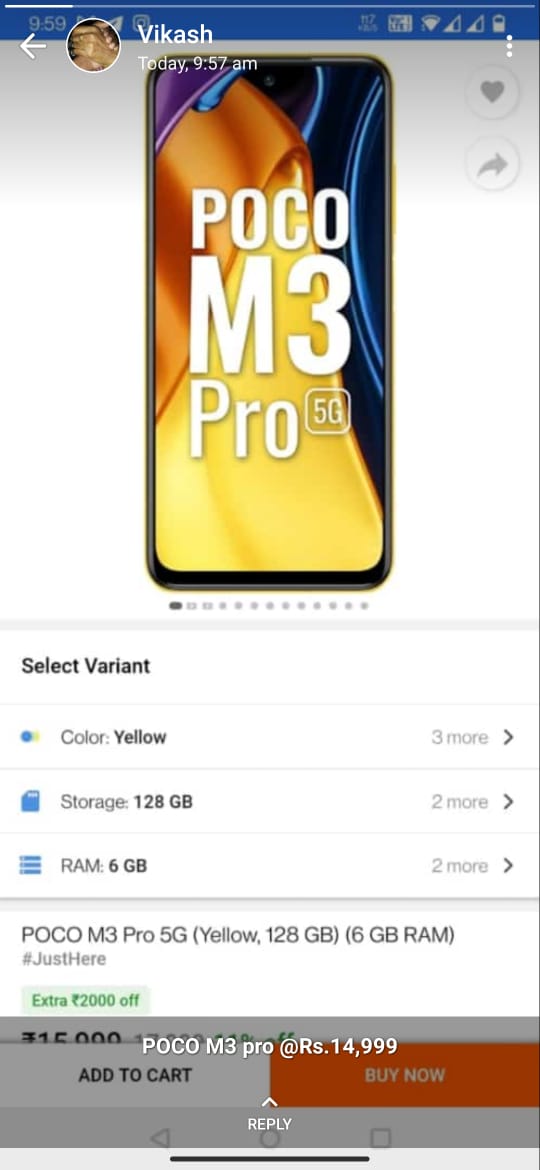 9:59
Vikash
Today, 9:57 am
POCO
M3
Pro 5G
Select Variant
Color: Yellow
3 more
Storage: 128 GB
2 more
RAM: 6 GB
2 more
POCO M3 Pro 5G (Yellow, 128 GB) (6 GB RAM)
#JustHere
Extra ₹2000 off
₹15,999
POCO M3 pro @Rs.14,999
ADD TO CART
BUY NOW
REPLY